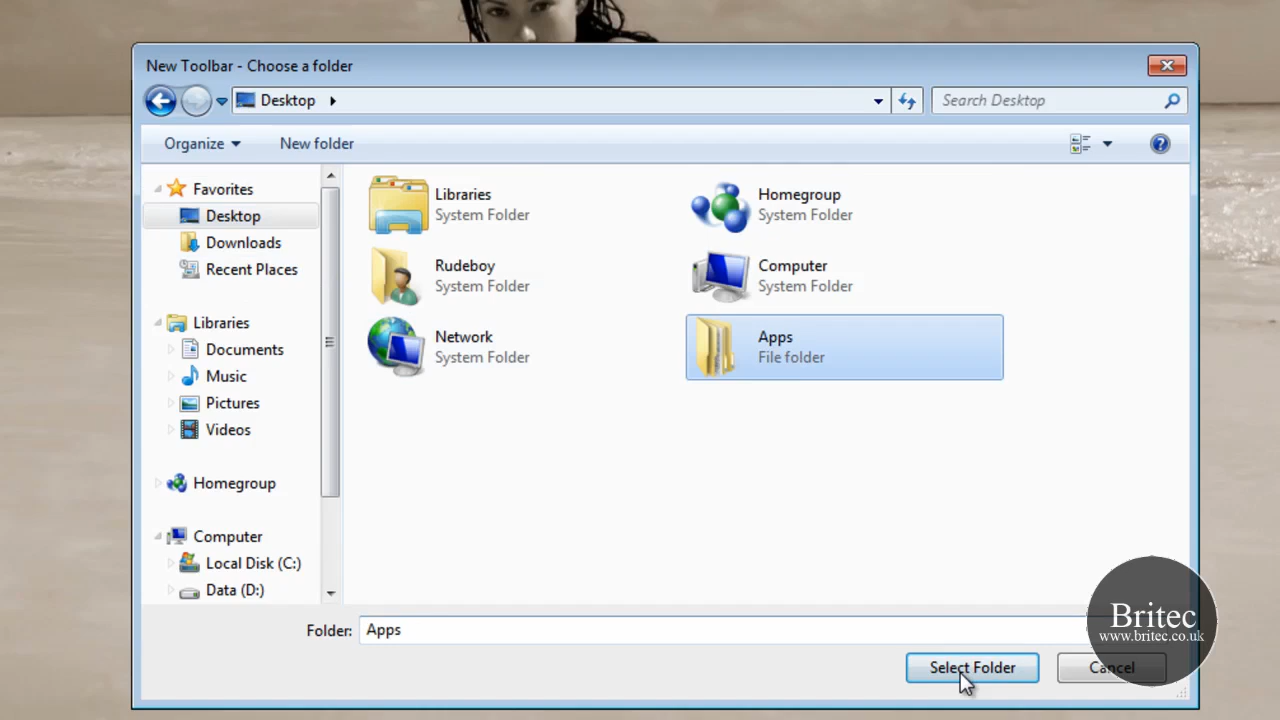 New Toolbar - Choose a folder
Desktop
Search Desktop
Organize
New folder
Favorites
Desktop
Downloads
Recent Places
Libraries
Documents
Music
Pictures
Videos
Homegroup
Computer
Local Disk (C:)
Data (D:)
Libraries
System Folder
Homegroup
System Folder
Rudeboy
System Folder
Computer
System Folder
Network
System Folder
Apps
File folder
Folder: Apps
Select Folder
Cancel
Britec
www.britec.co.uk